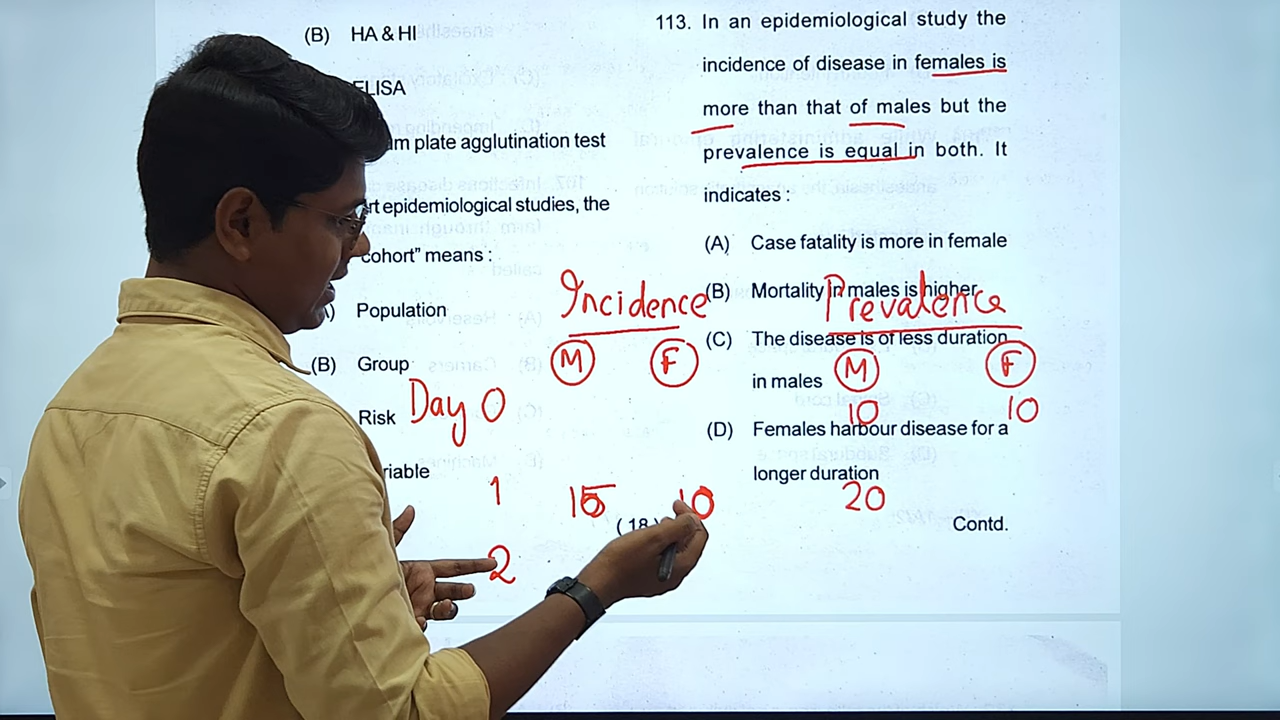 (B) HA & HI
ELISA
plate agglutination test
epidemiological studies, the
cohort” means :
Population
(B) Group
Risk
(18
113. In an epidemiological study the
incidence of disease in females is
more than that of males but the
prevalence is equal in both. It
indicates :
(A) Case fatality is more in female
(B) Mortality in males is higher
(C) The disease is of less duration
in males
(D) Females harbour disease for a
longer duration
Contd.
Incidence Prevalence
M F M F
Day 0 10 10
1 10 20
2